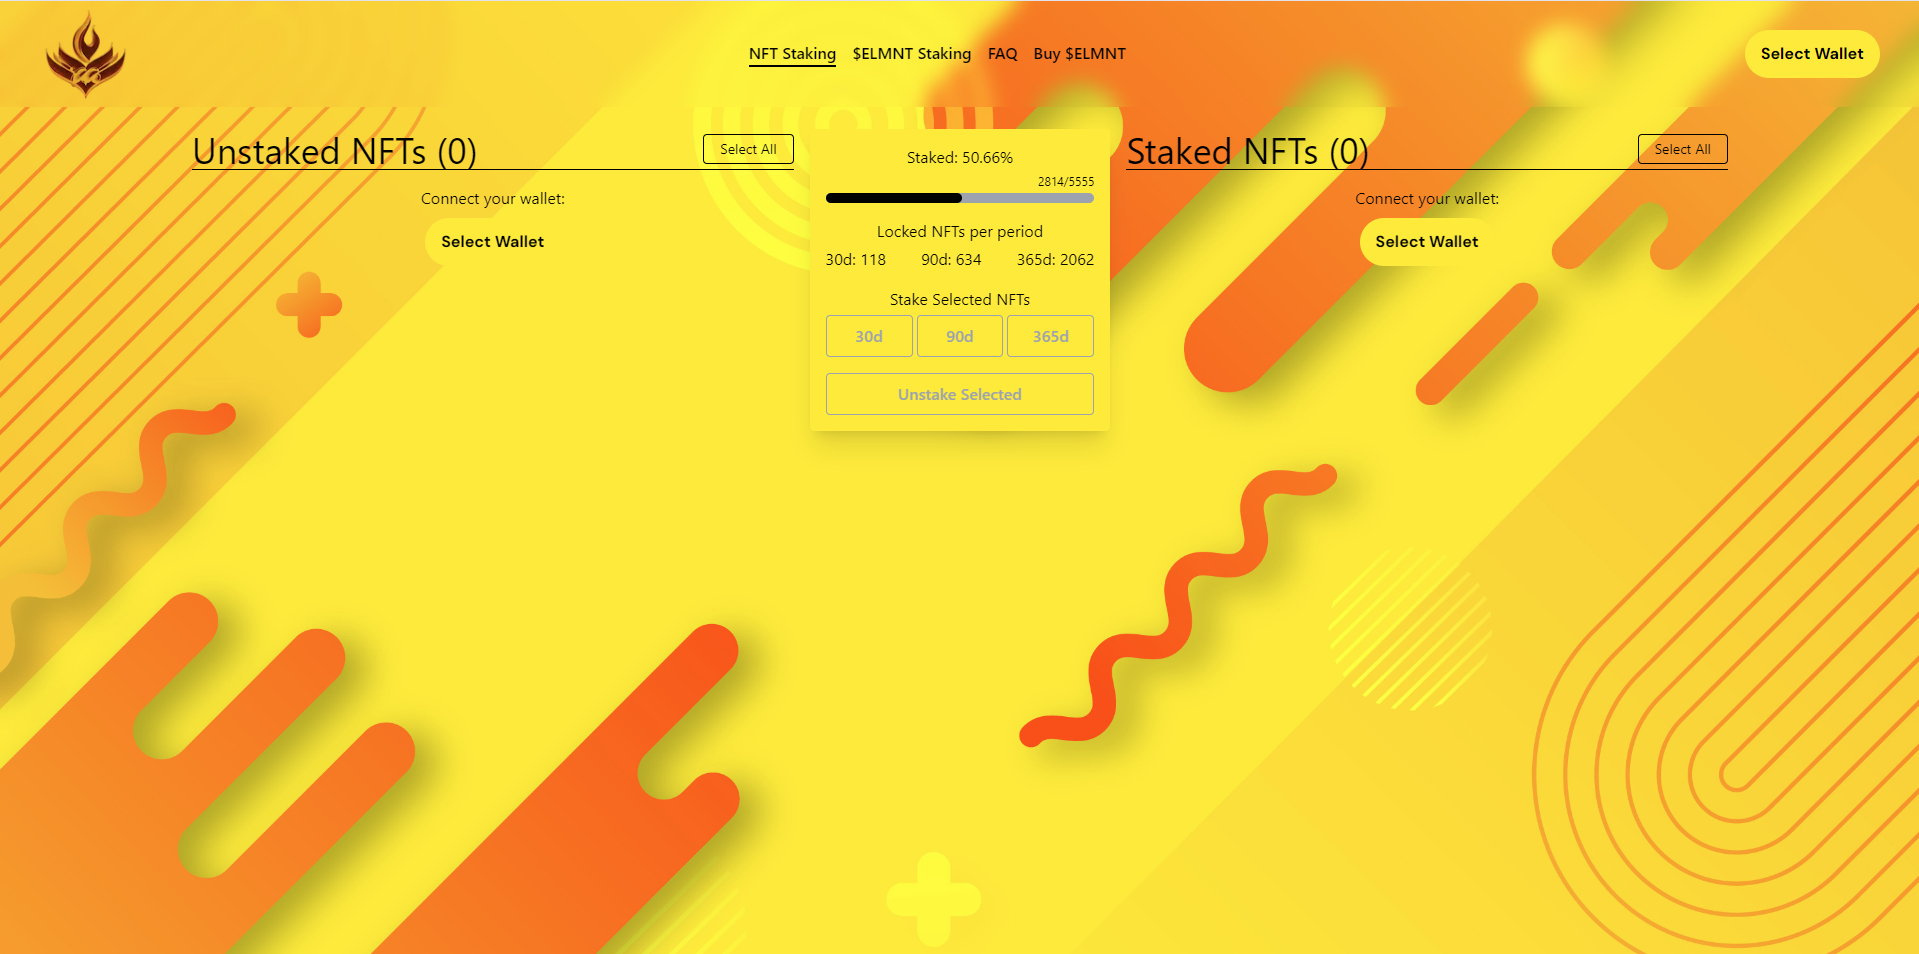 NFT Staking $ELMNT Staking FAQ Buy $ELMNT
Select Wallet
Unstaked NFTs (0)
Select All
Connect your wallet:
Select Wallet
Staked: 50.66%
2814/5555
Locked NFTs per period
30d: 118 90d: 634 365d: 2062
Stake Selected NFTs
30d 90d 365d
Unstake Selected
Staked NFTs (0)
Select All
Connect your wallet:
Select Wallet